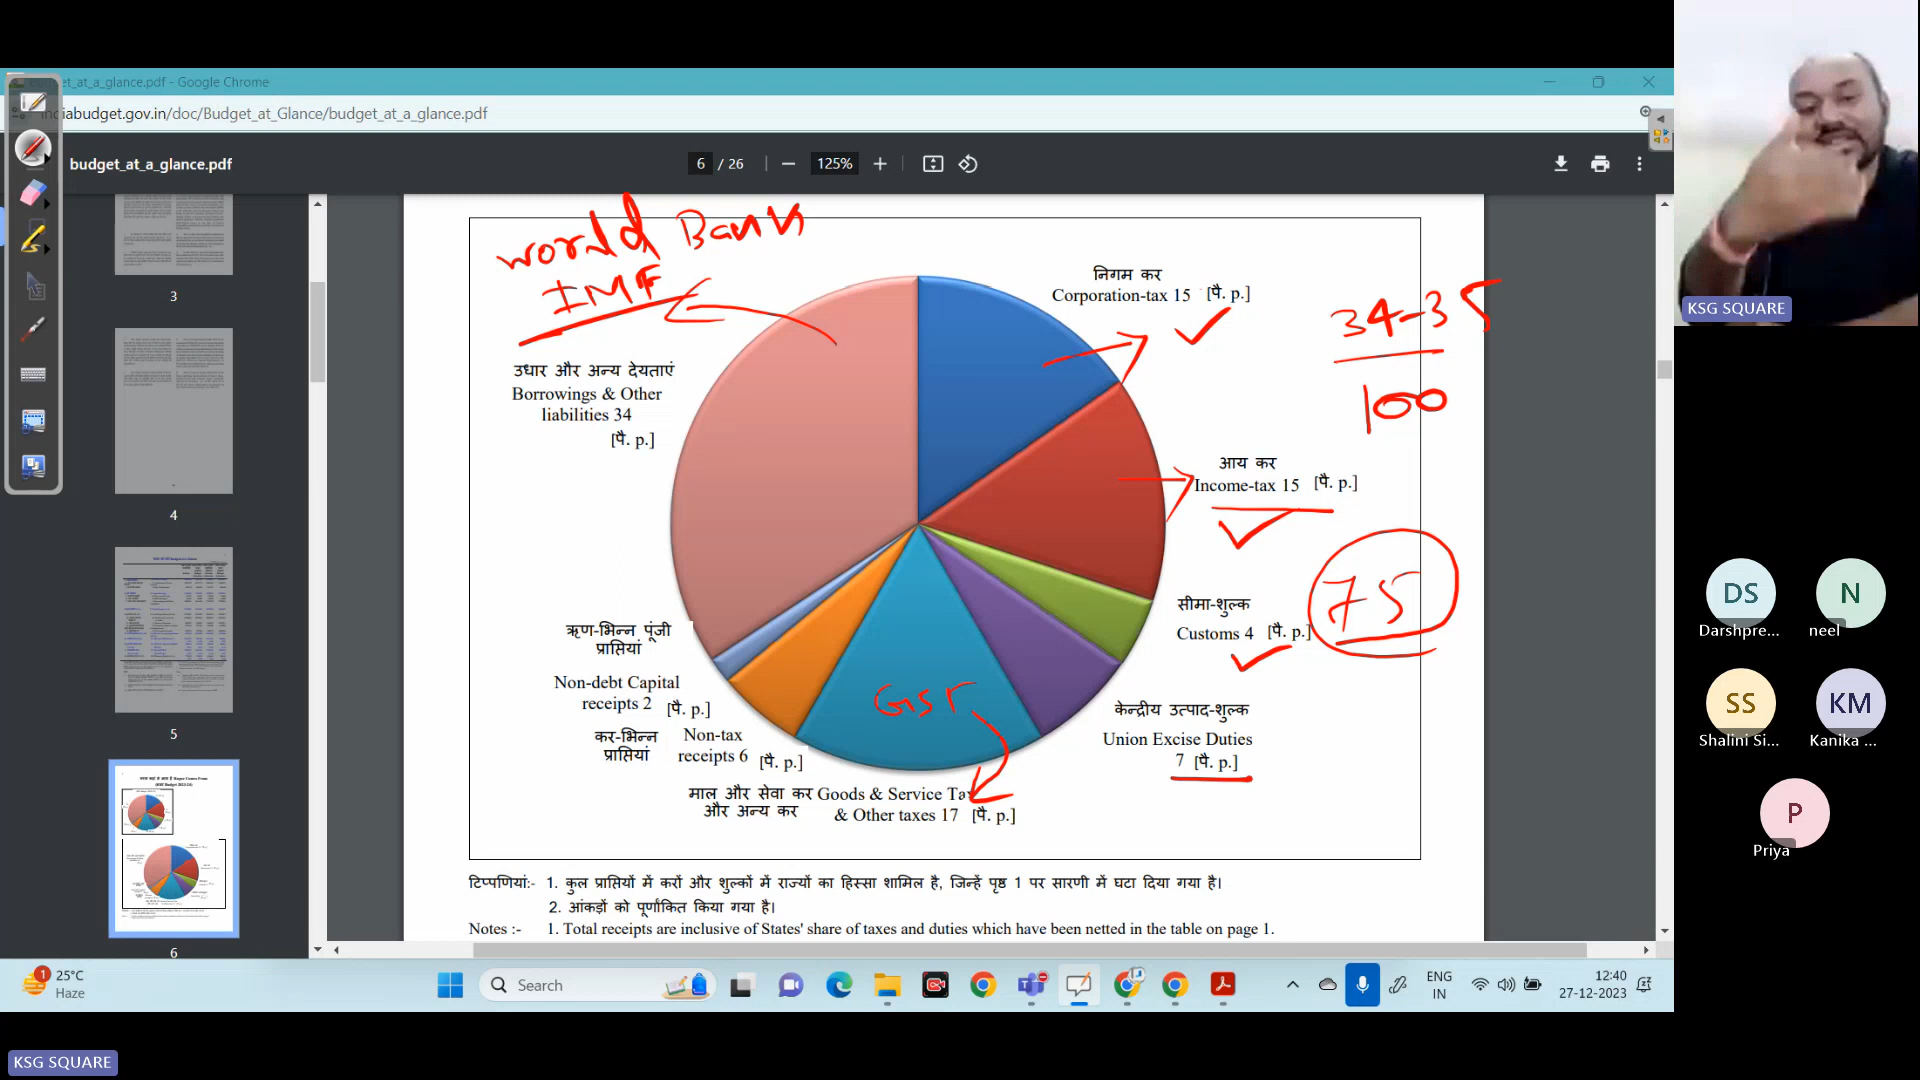 et_at_a_glance.pdf - Google Chrome
ndiabudget.gov.in/doc/Budget_at_Glance/budget_at_a_glance.pdf
budget_at_a_glance.pdf
6 / 26
125%
3
4
5
6
World Bank
IMF
निगम कर
Corporation-tax 15 [पै. p.]
34-35
100
उधार और अन्य देयताएं
Borrowings & Other
liabilities 34
[पै. p.]
आय कर
Income-tax 15 [पै. p.]
75
सीमा-शुल्क
Customs 4 [पै. p.]
ऋण-भिन्न पूंजी
प्राप्तियां
Non-debt Capital
receipts 2 [पै. p.]
GST
केन्द्रीय उत्पाद-शुल्क
Union Excise Duties
7 [पै. p.]
कर-भिन्न
प्राप्तियां
Non-tax
receipts 6 [पै. p.]
माल और सेवा कर Goods & Service Ta
और अन्य कर & Other taxes 17 [पै. p.]
टिप्पणियां:- 1. कुल प्राप्तियों में करों और शुल्कों में राज्यों का हिस्सा शामिल है, जिन्हें पृष्ठ 1 पर सारणी में घटा दिया गया है।
2. आंकड़ों को पूर्णांकित किया गया है।
Notes :- 1. Total receipts are inclusive of States' share of taxes and duties which have been netted in the table on page 1.
KSG SQUARE
DS
Darshpre...
N
neel
SS
Shalini Si...
KM
Kanika ...
P
Priya
1
25°C
Haze
Search
ENG
IN
12:40
27-12-2023
KSG SQUARE